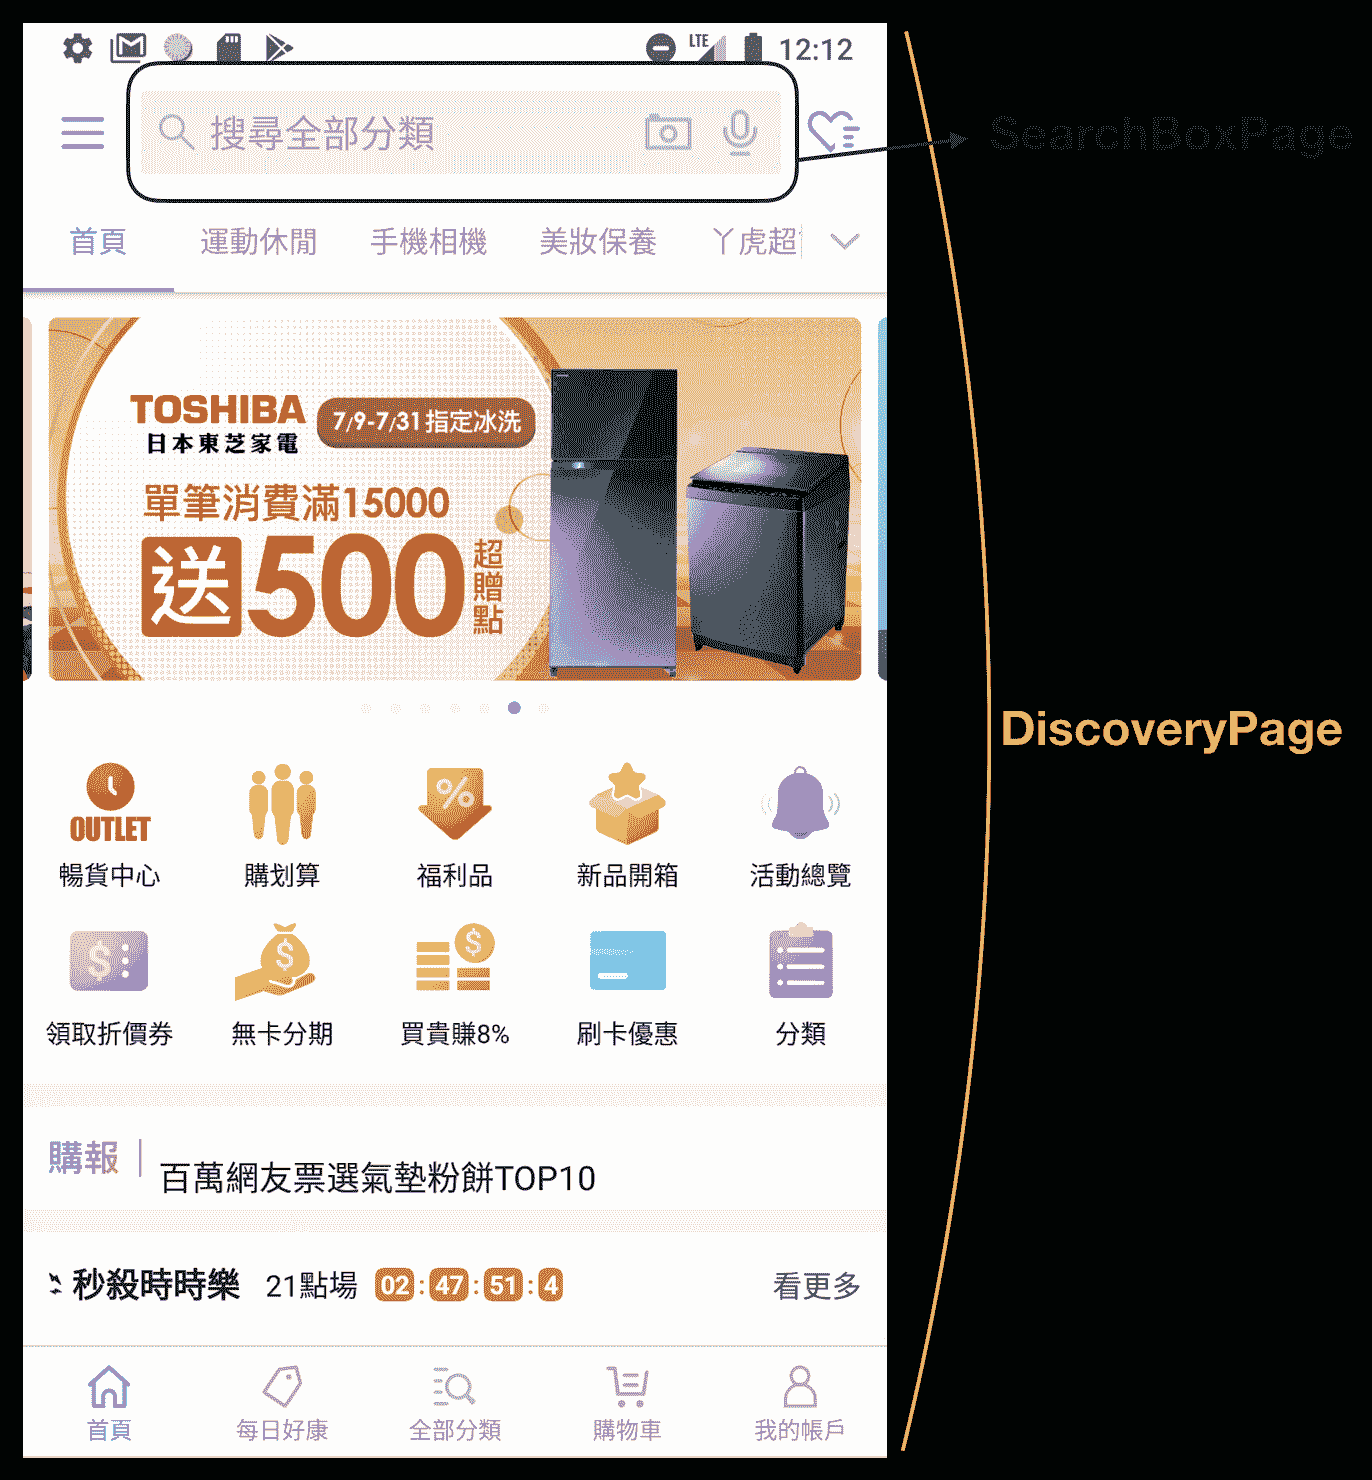 LTE 12:12
搜尋全部分類
SearchBoxPage
首頁 運動休閒 手機相機 美妝保養 丫虎超
TOSHIBA
日本東芝家電
7/9-7/31指定冰洗
單筆消費滿15000
送500超贈點
DiscoveryPage
OUTLET
暢貨中心 購划算 福利品 新品開箱 活動總覽
領取折價券 無卡分期 買貴賺8% 刷卡優惠 分類
購報
百萬網友票選氣墊粉餅TOP10
秒殺時時樂 21點場 02:47:51:4 看更多
首頁 每日好康 全部分類 購物車 我的帳戶